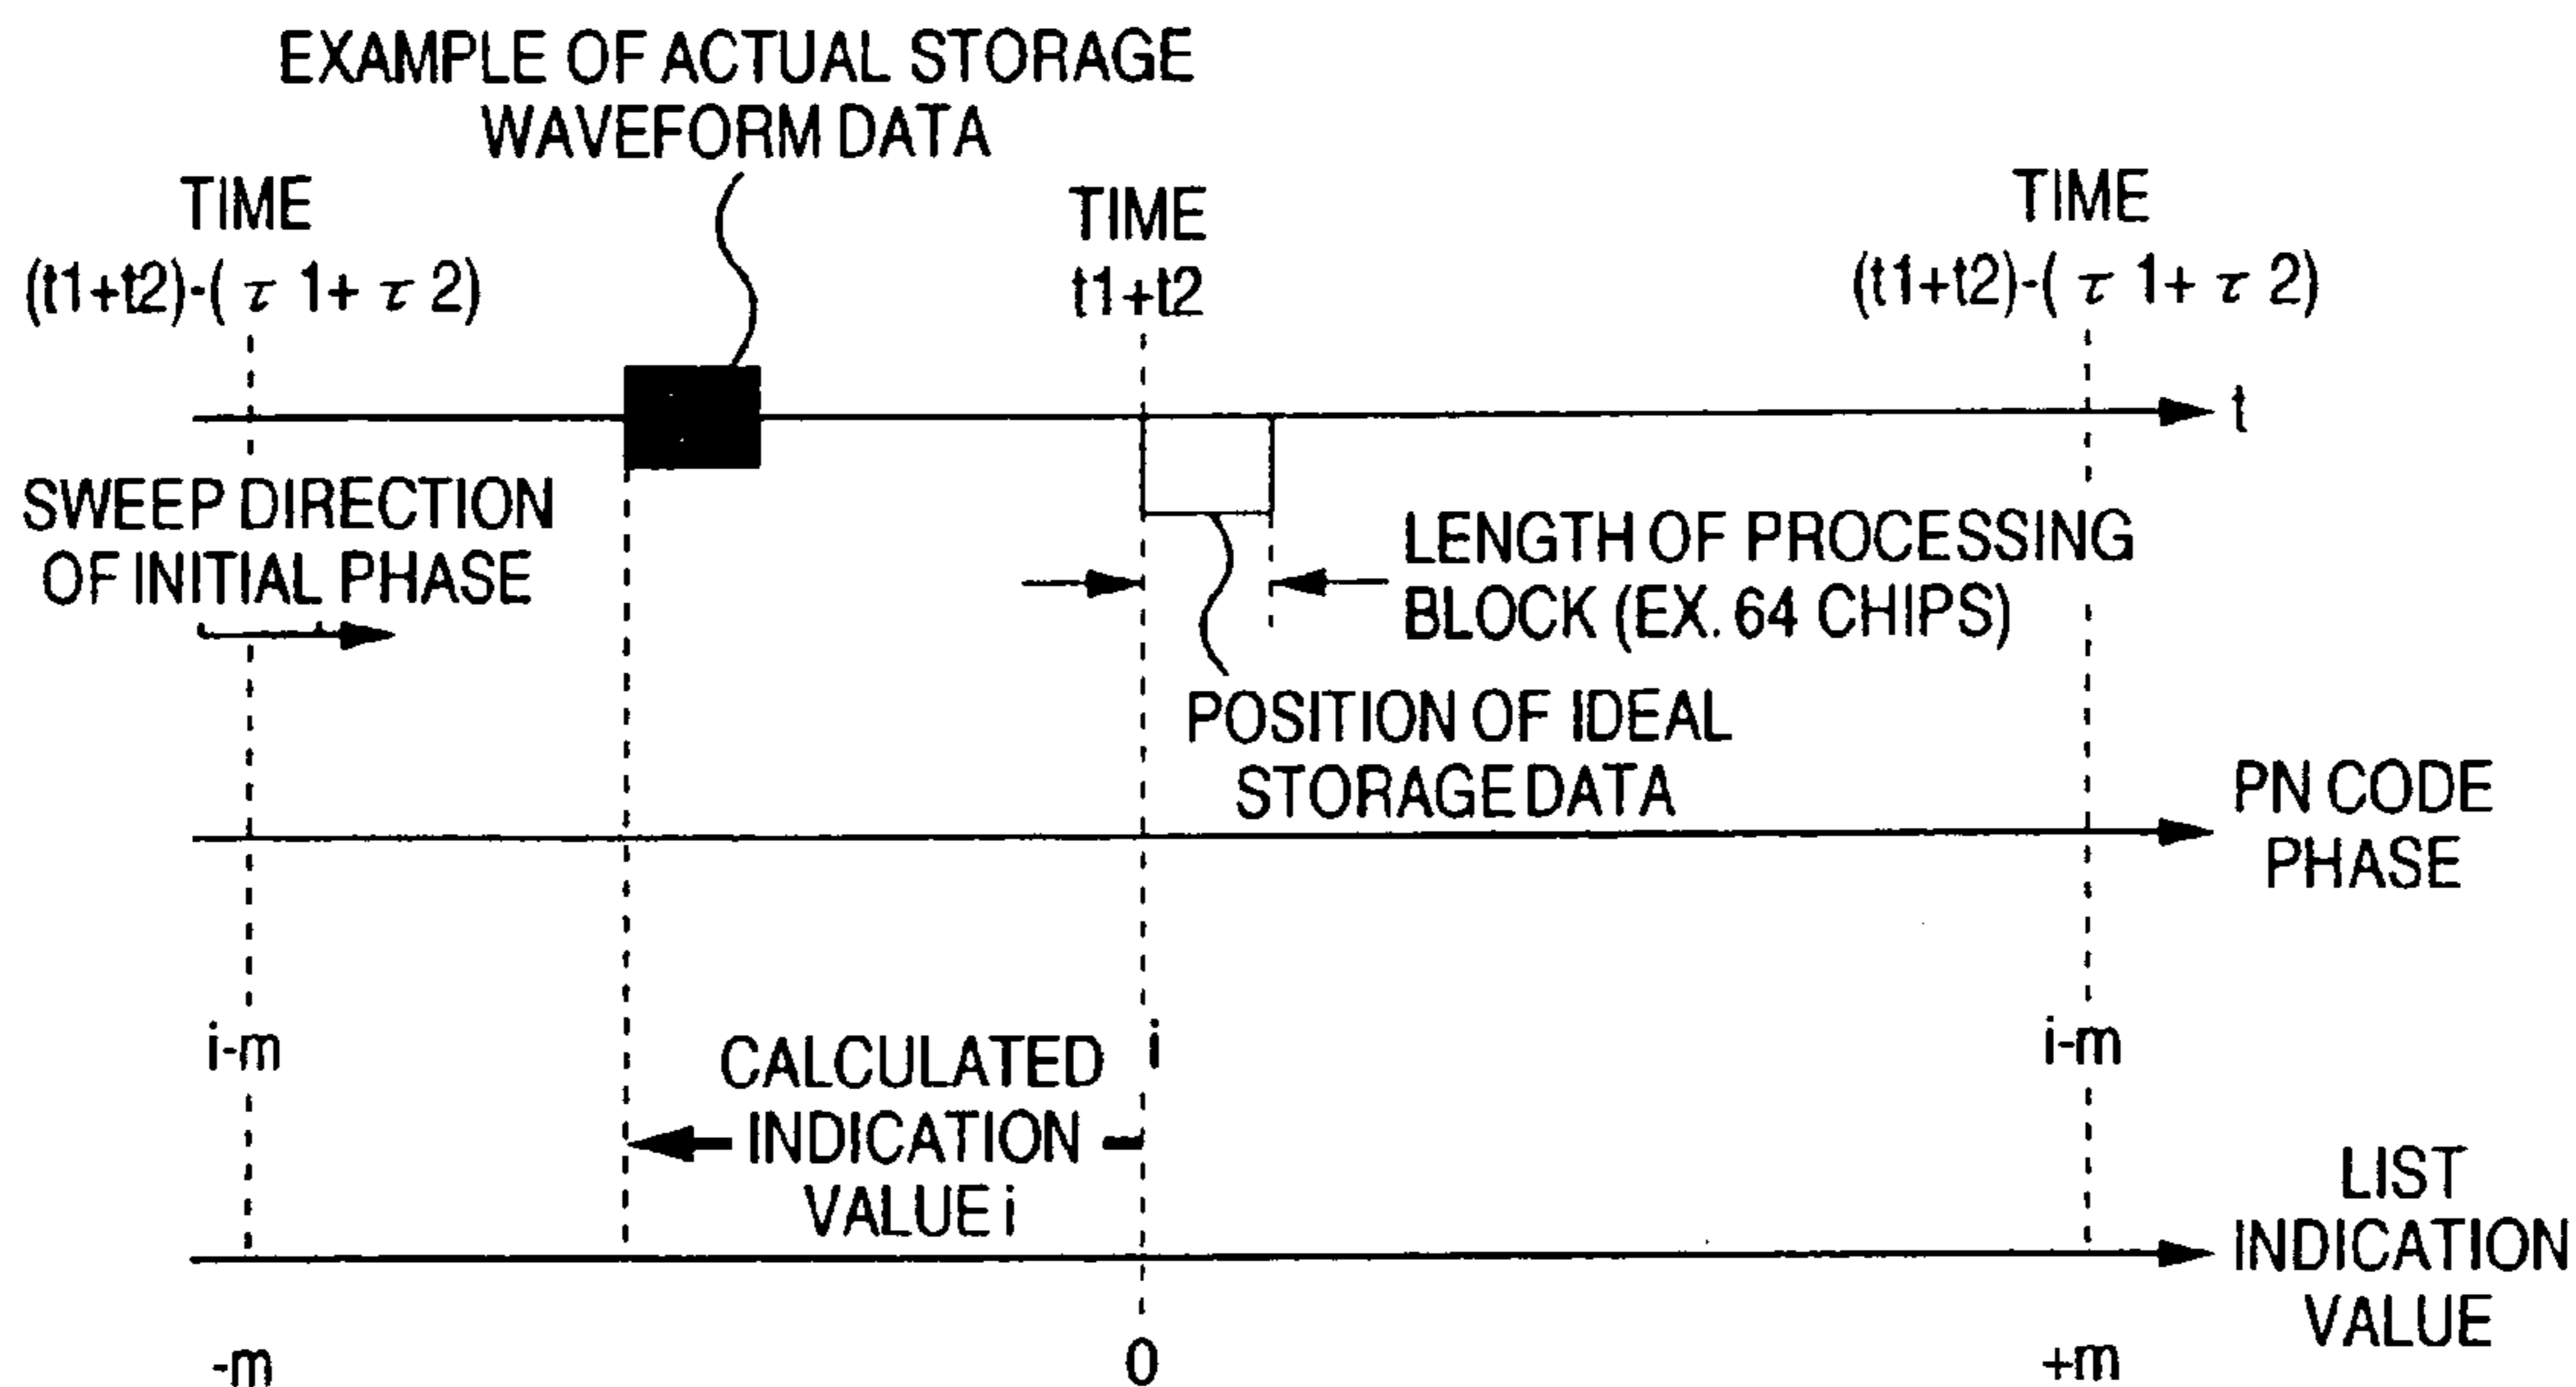 EXAMPLE OF ACTUAL STORAGE
WAVEFORM DATA
TIME
(t1+t2)-( τ 1+ τ 2)
TIME
t1+t2
TIME
(t1+t2)-( τ 1+ τ 2)
t
SWEEP DIRECTION
OF INITIAL PHASE
LENGTH OF PROCESSING
BLOCK (EX. 64 CHIPS)
POSITION OF IDEAL
STORAGE DATA
PN CODE
PHASE
i-m
CALCULATED
INDICATION
VALUE i
i
i-m
LIST
INDICATION
VALUE
-m
0
+m